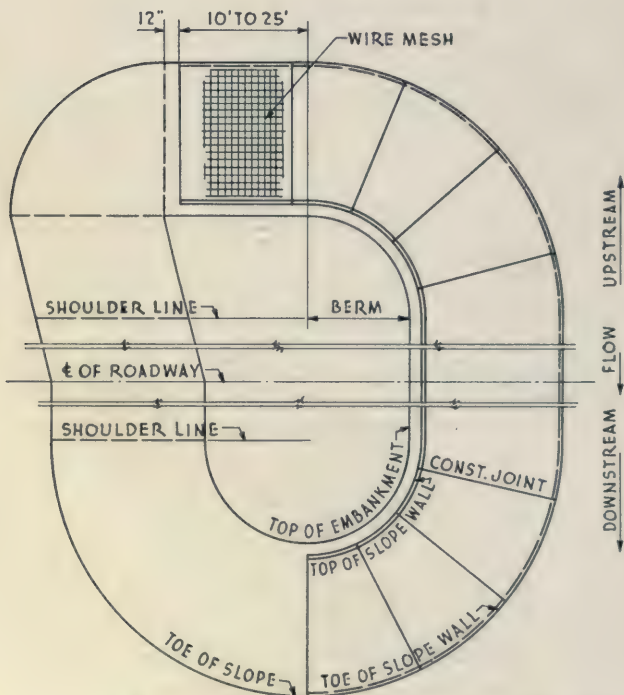 12" 10' TO 25'
WIRE MESH
UPSTREAM
SHOULDER LINE
BERM
FLOW
℄ OF ROADWAY
SHOULDER LINE
DOWNSTREAM
CONST. JOINT
TOP OF EMBANKMENT
TOP OF SLOPE WALL
TOE OF SLOPE
TOE OF SLOPE WALL